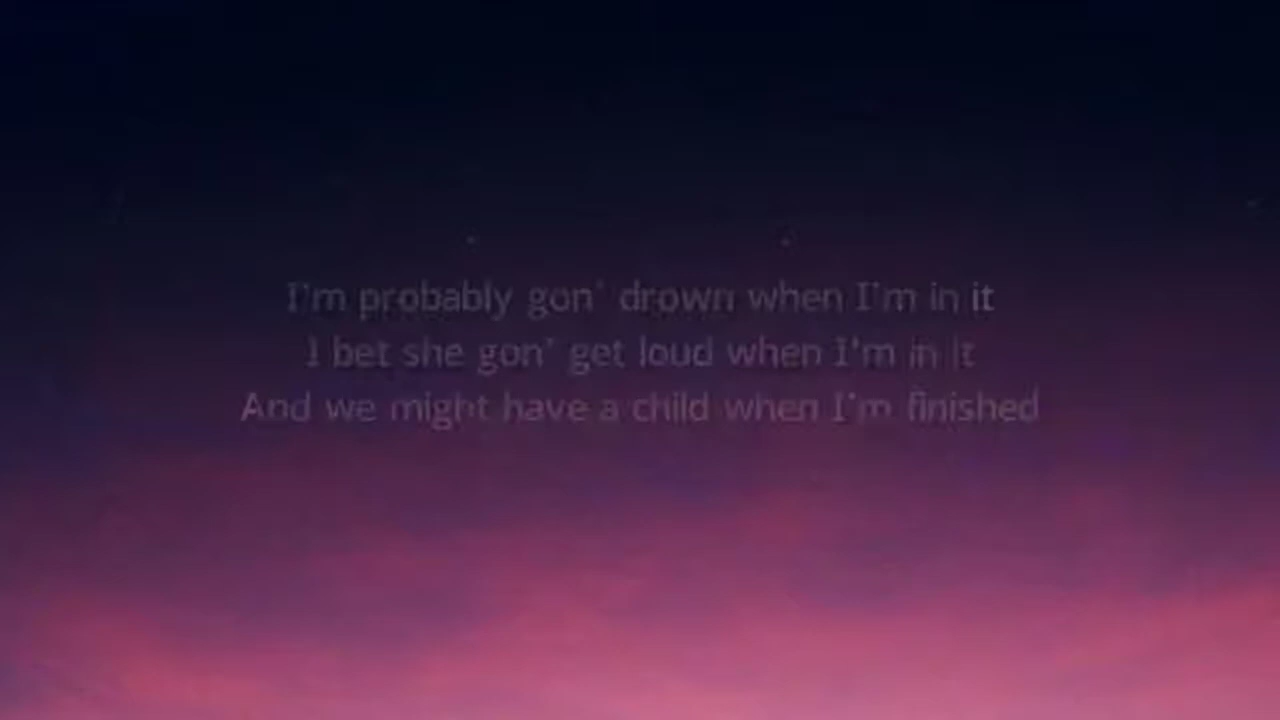 I'm probably gon' drown when I'm in it
I bet she gon' get loud when I'm in it
And we might have a child when I'm finished